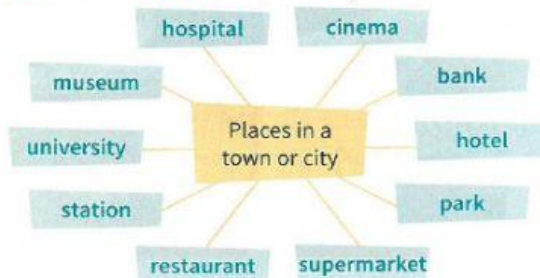 hospital
cinema
museum
bank
Places in a
town or city
university
hotel
station
park
restaurant
supermarket